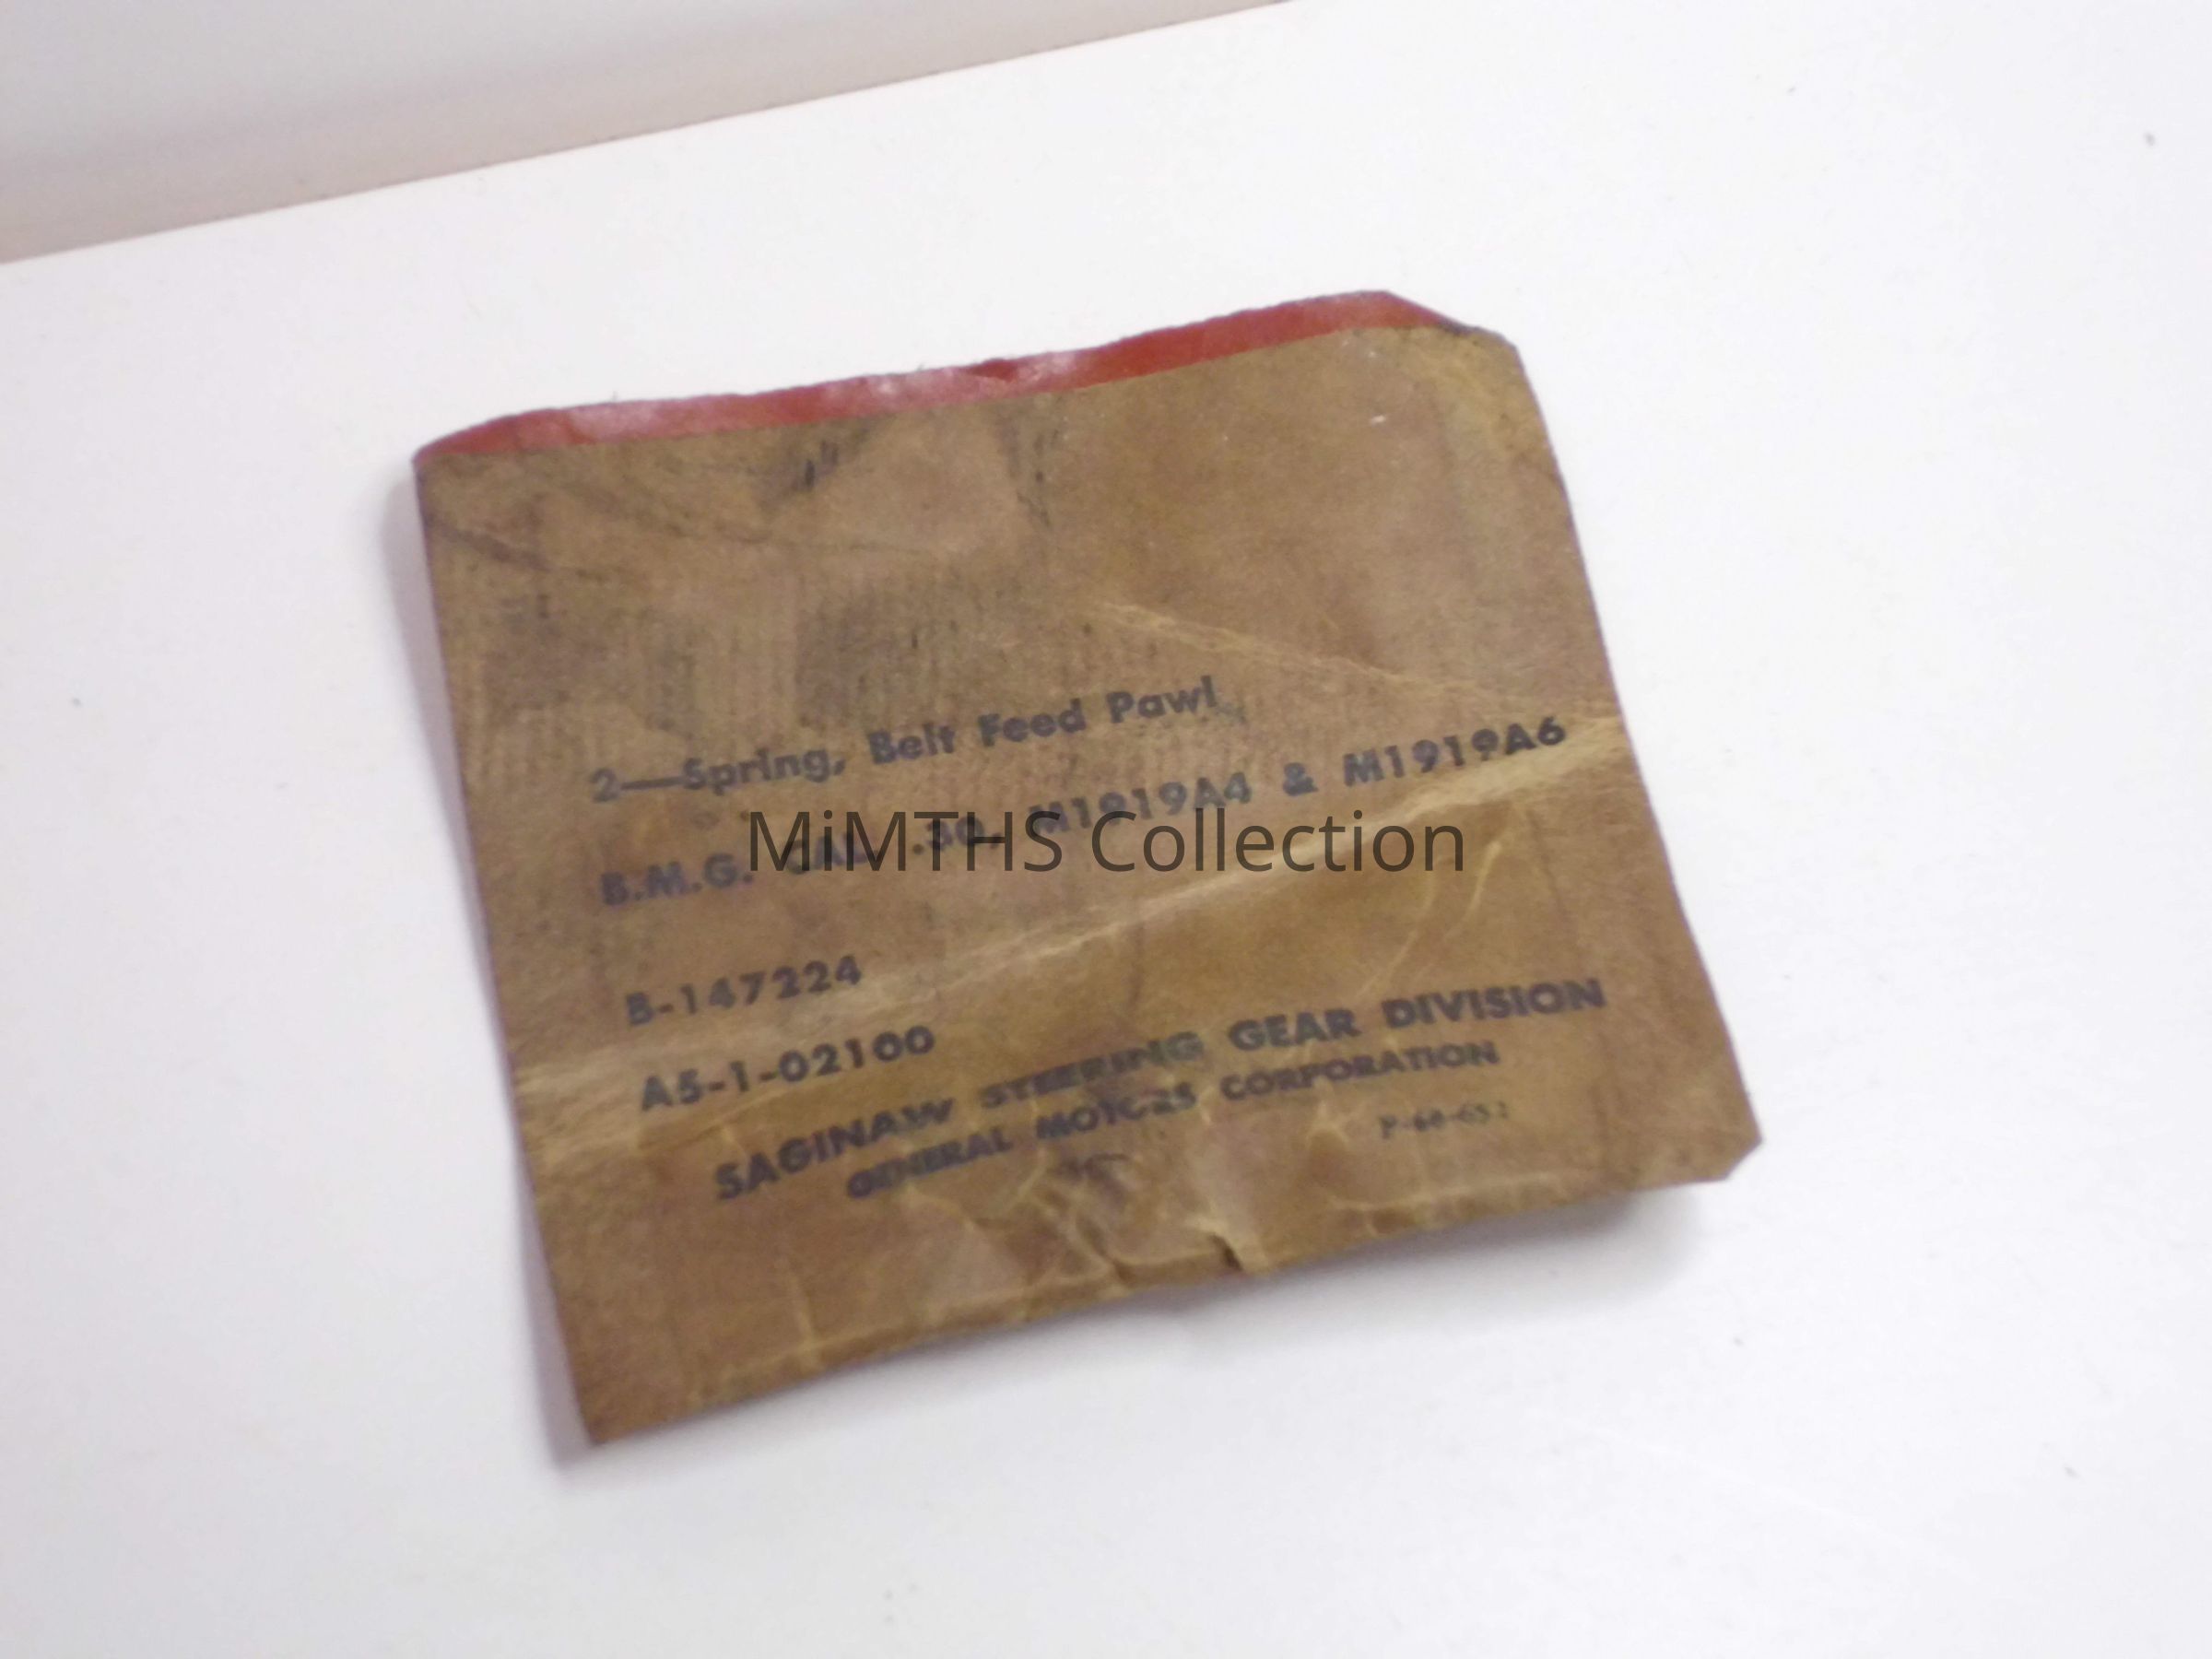 2—Spring, Belt Feed Pawl
B.M.G. CAL. .30, M1919A4 & M1919A6
MiMTHS Collection
B-147224
A5-1-02100
SAGINAW STEERING GEAR DIVISION
GENERAL MOTORS CORPORATION